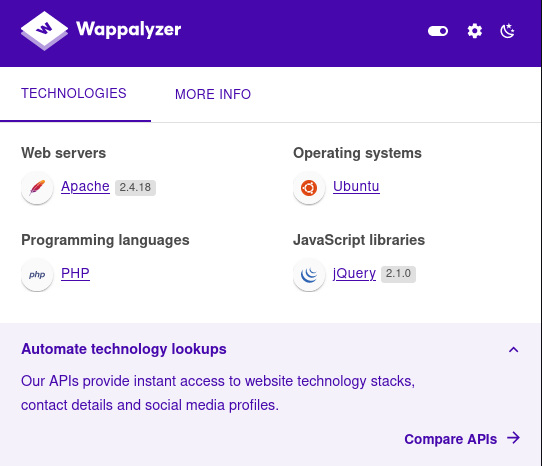 Wappalyzer
TECHNOLOGIES
MORE INFO
Web servers
Apache 2.4.18
Operating systems
Ubuntu
Programming languages
php PHP
JavaScript libraries
jQuery 2.1.0
Automate technology lookups
Our APIs provide instant access to website technology stacks,
contact details and social media profiles.
Compare APIs